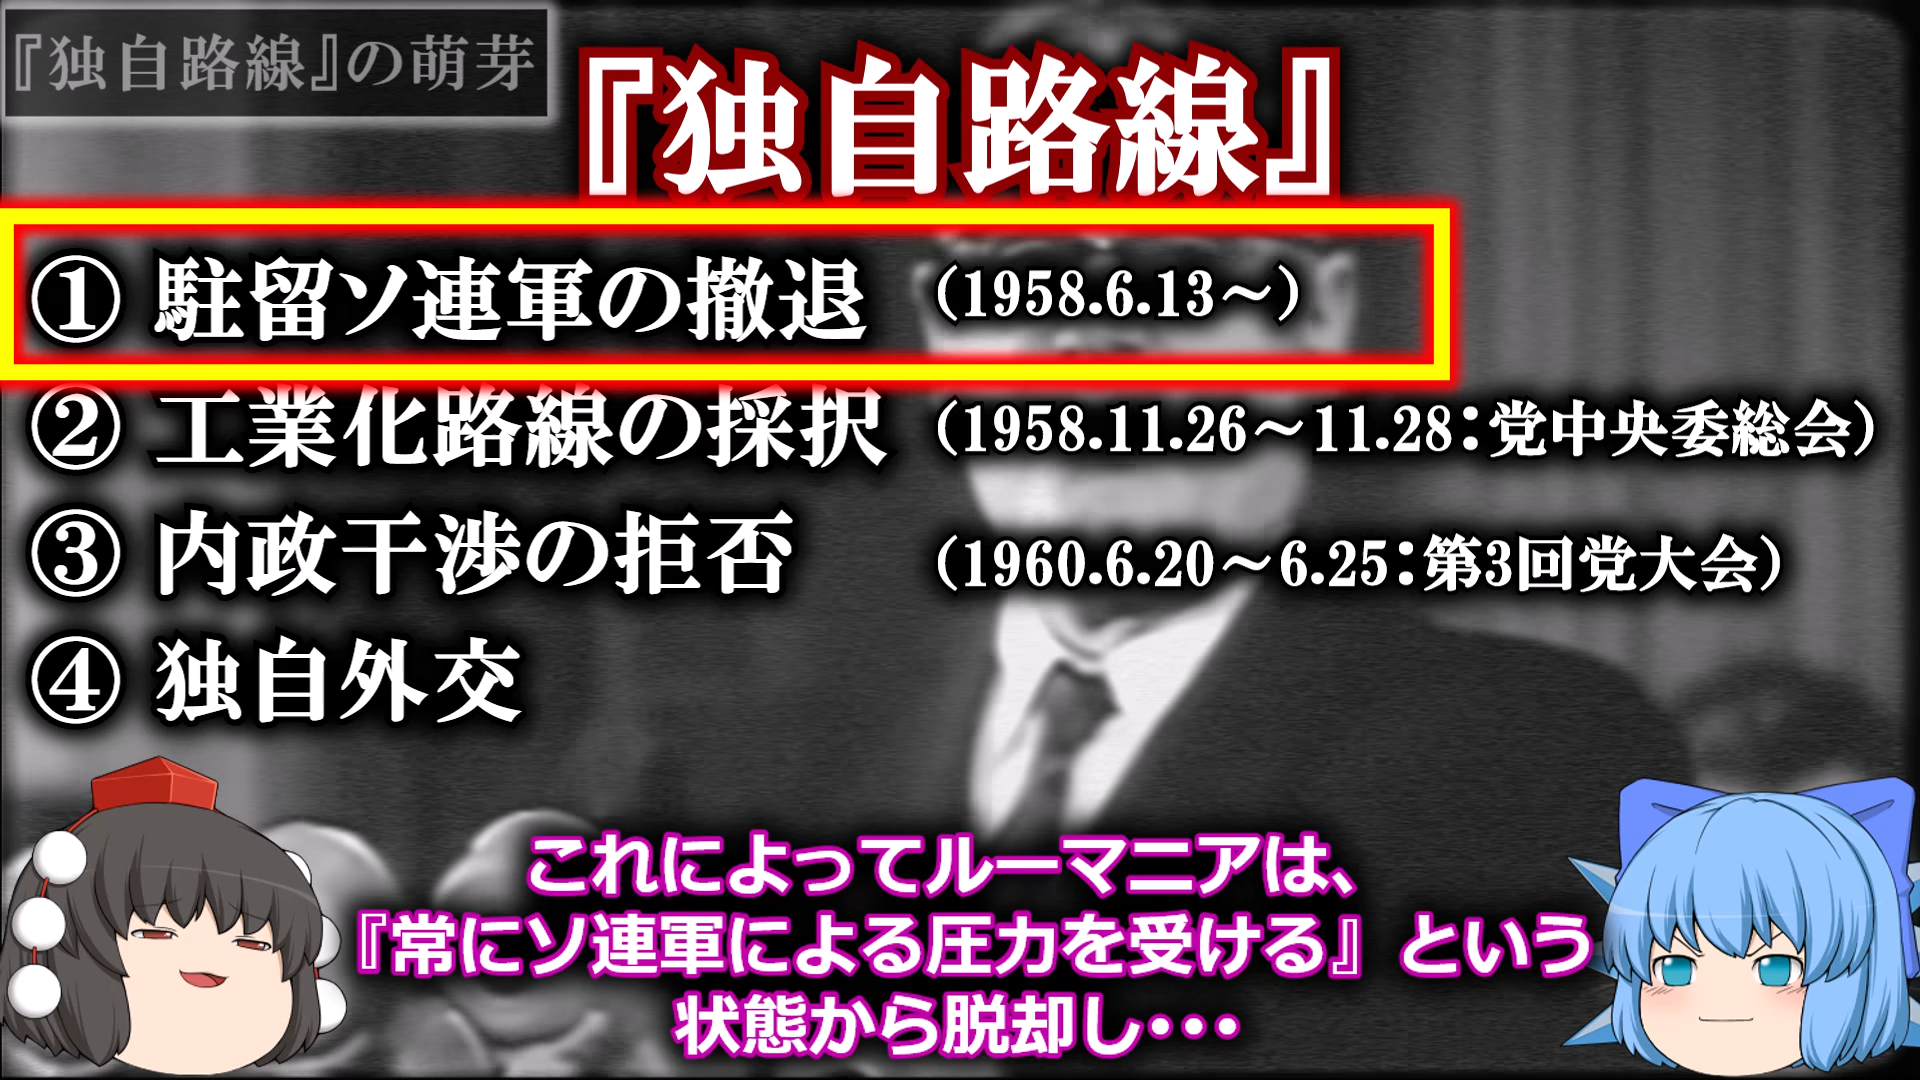 『独自路線』の萌芽
『独自路線』
① 駐留ソ連軍の撤退 （1958.6.13～）
② 工業化路線の採択 （1958.11.26～11.28：党中央委総会）
③ 内政干渉の拒否 （1960.6.20～6.25：第3回党大会）
④ 独自外交
これによってルーマニアは、
『常にソ連軍による圧力を受ける』という
状態から脱却し・・・